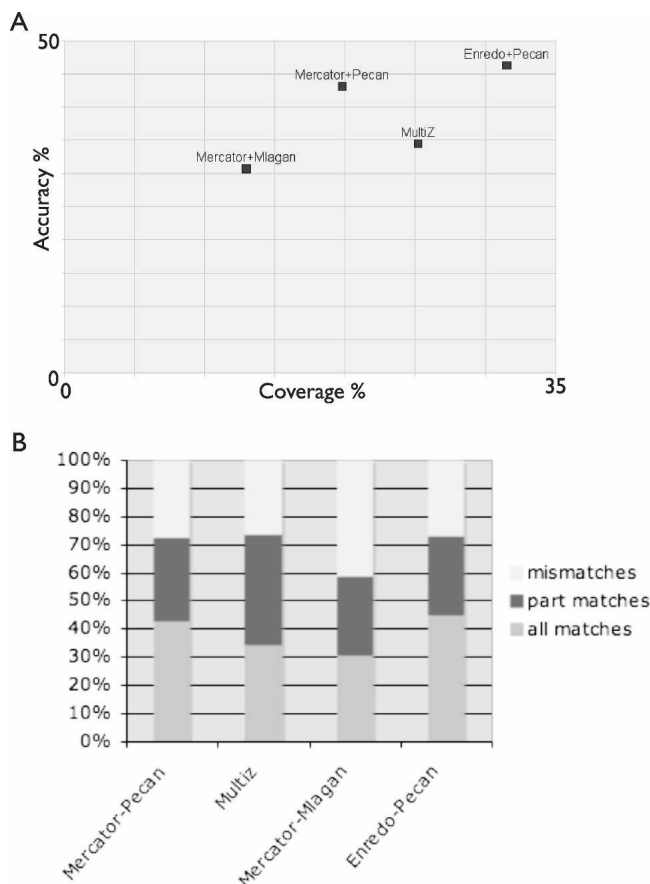 A
50
Enredo+Pecan
Mercator+Pecan
MultiZ
Mercator+Mlagan
Accuracy %
0
0
Coverage %
35
B
100%
90%
80%
70%
60%
50%
40%
30%
20%
10%
0%
mismatches
part matches
all matches
Mercator-Pecan
Multiz
Mercator-Mlagan
Enredo-Pecan